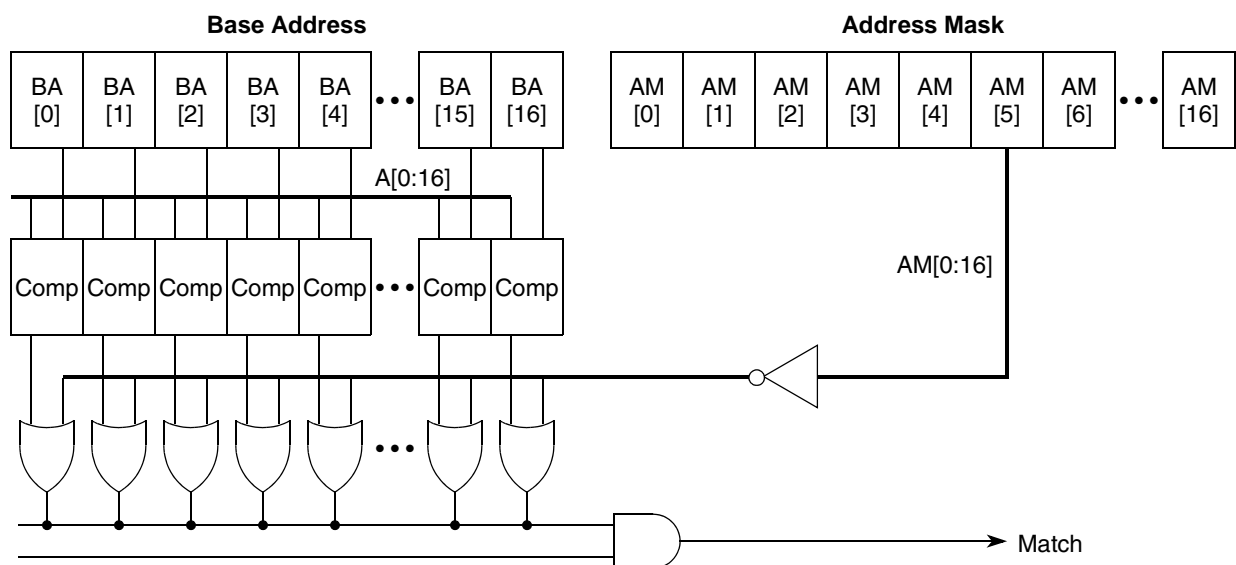 Base Address
Address Mask
BA [0] BA [1] BA [2] BA [3] BA [4] ••• BA [15] BA [16]
AM [0] AM [1] AM [2] AM [3] AM [4] AM [5] AM [6] ••• AM [16]
A[0:16]
Comp Comp Comp Comp Comp ••• Comp Comp
AM[0:16]
•••
Match